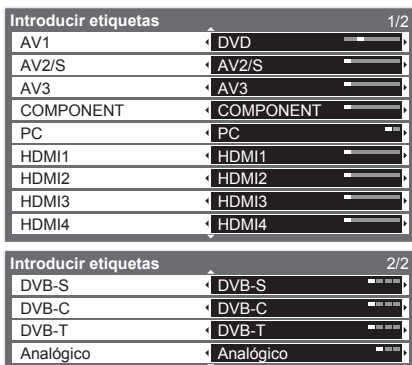 Introducir etiquetas 1/2
AV1 DVD
AV2/S AV2/S
AV3 AV3
COMPONENT COMPONENT
PC PC
HDMI1 HDMI1
HDMI2 HDMI2
HDMI3 HDMI3
HDMI4 HDMI4
Introducir etiquetas 2/2
DVB-S DVB-S
DVB-C DVB-C
DVB-T DVB-T
Analógico Analógico